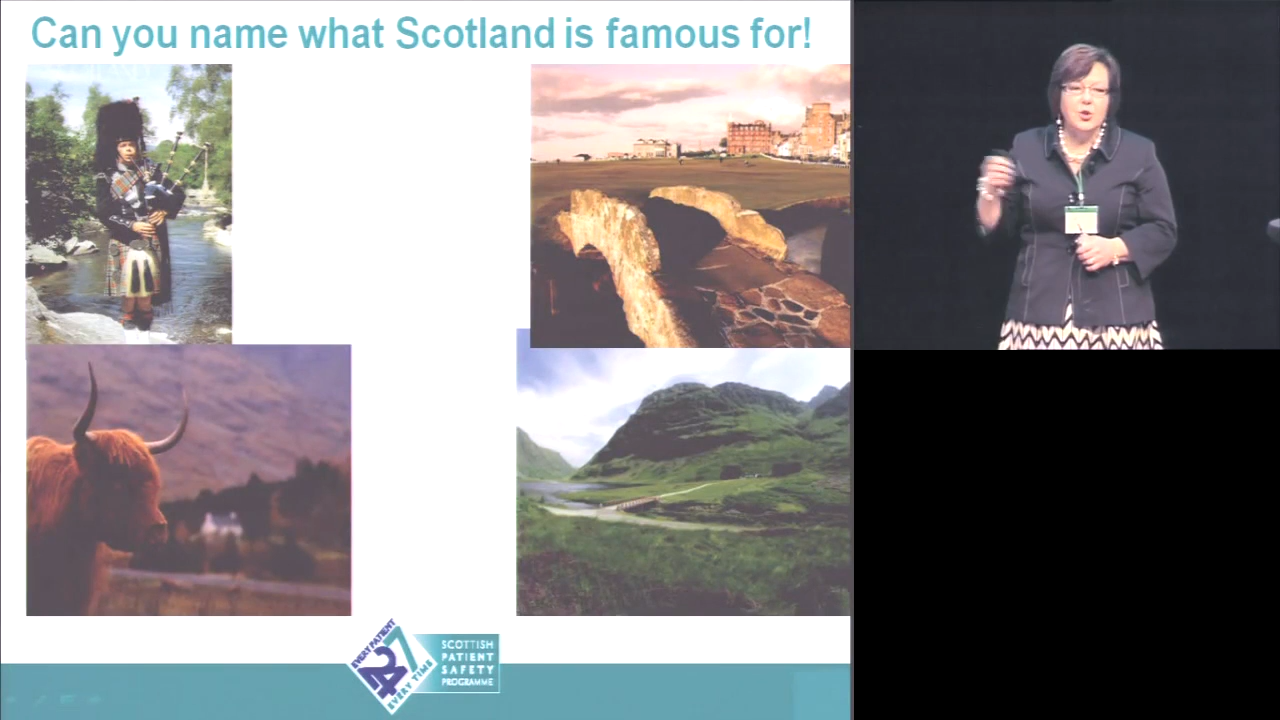 Can you name what Scotland is famous for!
EVERY PATIENT
24
7
EVERY TIME
SCOTTISH
PATIENT
SAFETY
PROGRAMME